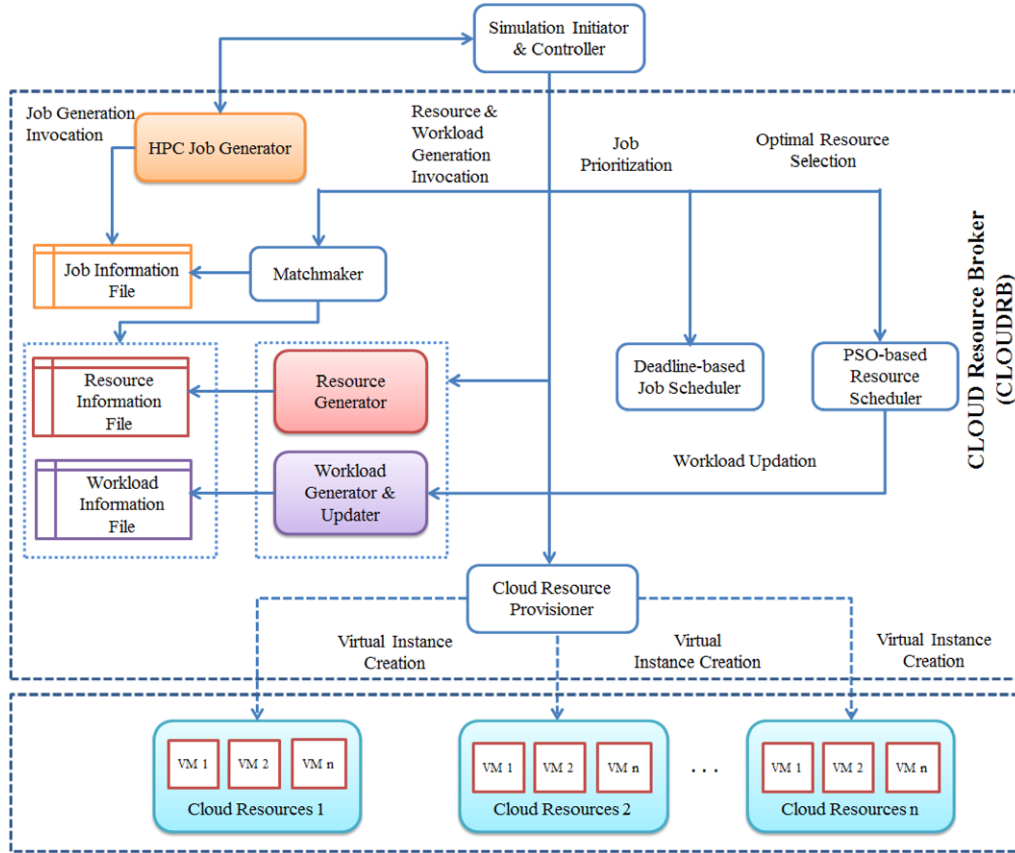 Simulation Initiator
& Controller
Job Generation
Invocation
HPC Job Generator
Resource &
Workload
Generation
Invocation
Job
Prioritization
Optimal Resource
Selection
Job Information
File
Matchmaker
CLOUD Resource Broker
(CLOUDRB)
Resource
Information
File
Resource
Generator
Deadline-based
Job Scheduler
PSO-based
Resource
Scheduler
Workload Updation
Workload
Information
File
Workload
Generator &
Updater
Cloud Resource
Provisioner
Virtual Instance
Creation
Virtual
Instance Creation
Virtual Instance
Creation
VM 1
VM 2
VM n
Cloud Resources 1
VM 1
VM 2
VM n
Cloud Resources 2
...
VM 1
VM 2
VM n
Cloud Resources n